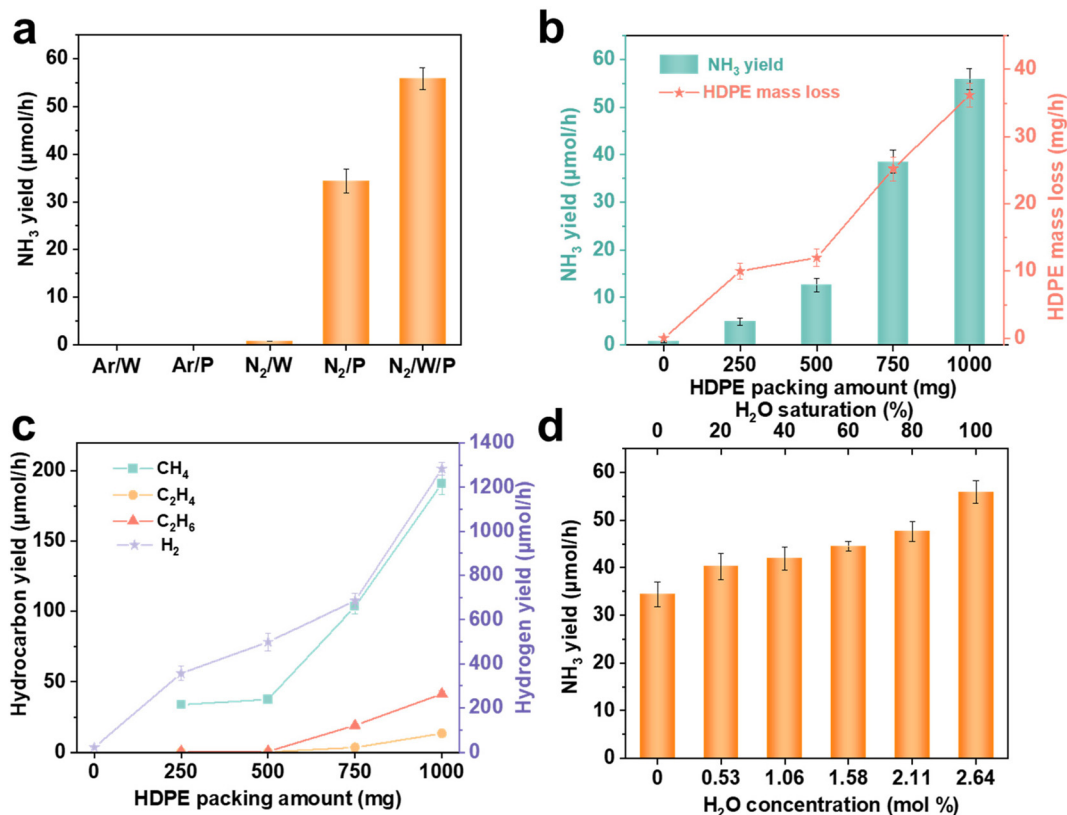 a
NH₃ yield (μmol/h)
60
50
40
30
20
10
0
Ar/W Ar/P N₂/W N₂/P N₂/W/P
b
NH₃ yield
HDPE mass loss
NH₃ yield (μmol/h)
60
50
40
30
20
10
0
HDPE mass loss (mg/h)
40
30
20
10
0
0 250 500 750 1000
HDPE packing amount (mg)
c
CH₄
C₂H₄
C₂H₆
H₂
Hydrocarbon yield (μmol/h)
200
150
100
50
0
Hydrogen yield (μmol/h)
1400
1200
1000
800
600
400
200
0
0 250 500 750 1000
HDPE packing amount (mg)
d
H₂O saturation (%)
0 20 40 60 80 100
NH₃ yield (μmol/h)
60
50
40
30
20
10
0
0 0.53 1.06 1.58 2.11 2.64
H₂O concentration (mol %)